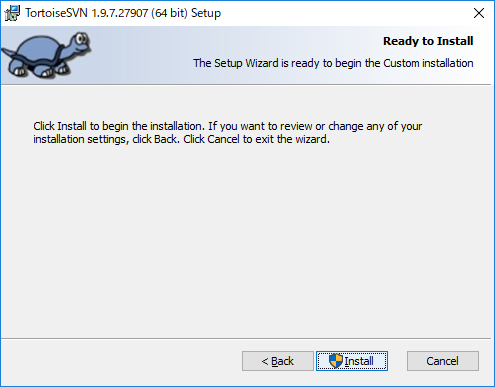 TortoiseSVN 1.9.7.27907 (64 bit) Setup
Ready to Install
The Setup Wizard is ready to begin the Custom installation
Click Install to begin the installation. If you want to review or change any of your
installation settings, click Back. Click Cancel to exit the wizard.
< Back
Install
Cancel